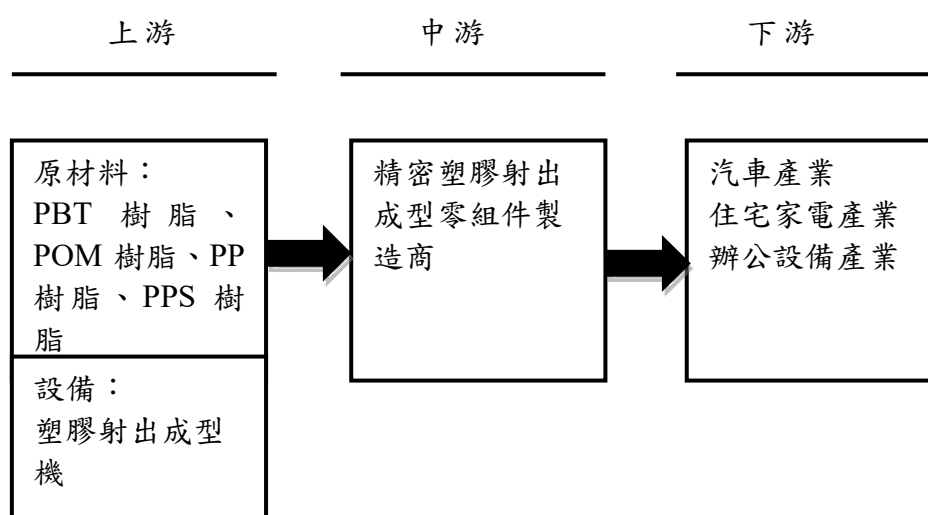 上游
中游
下游
原材料：
PBT 樹脂、
POM 樹脂、PP
樹脂、PPS 樹
脂
設備：
塑膠射出成型
機
精密塑膠射出
成型零組件製
造商
汽車產業
住宅家電產業
辦公設備產業